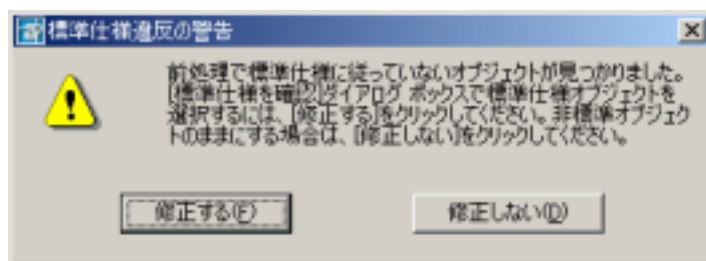 標準仕様違反の警告
前処理で標準仕様に従っていないオブジェクトが見つかりました。
[標準仕様を確認]ダイアログ ボックスで標準仕様オブジェクトを
選択するには、[修正する]をクリックしてください。非標準オブジェク
トのままにする場合は、[修正しない]をクリックしてください。
修正する(F) 修正しない(D)